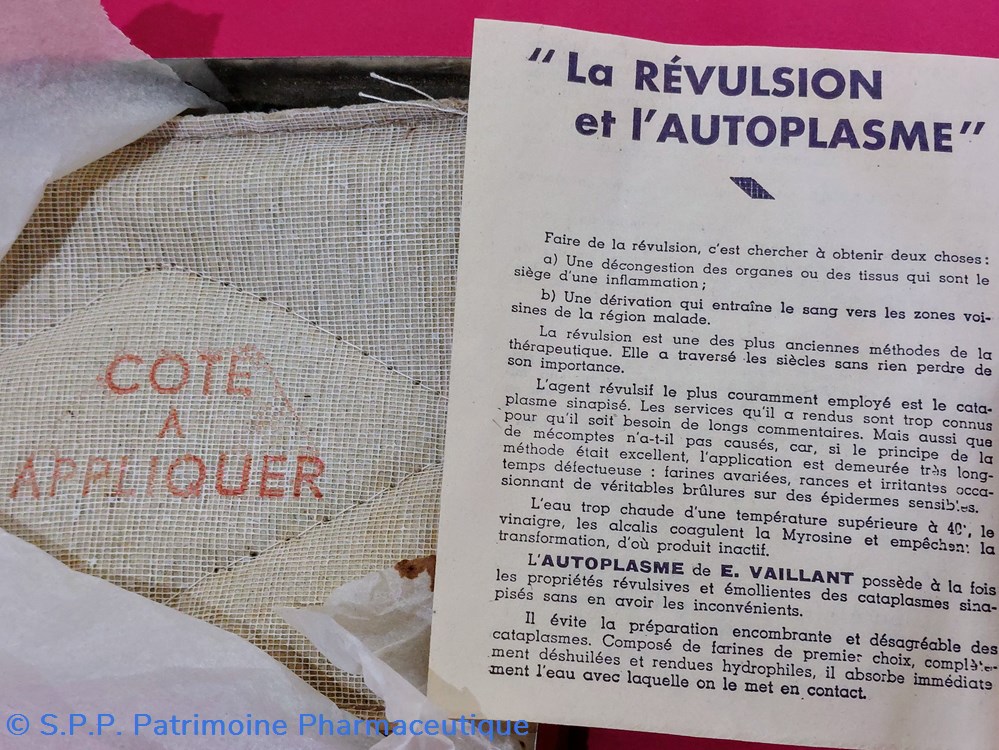 COTE
A
APPLIQUER
"La RÉVULSION
et l'AUTOPLASME"
Faire de la révulsion, c'est chercher à obtenir deux choses :
a) Une décongestion des organes ou des tissus qui sont le
siège d'une inflammation ;
b) Une dérivation qui entraîne le sang vers les zones voi-
sines de la région malade.
La révulsion est une des plus anciennes méthodes de la
thérapeutique. Elle a traversé les siècles sans rien perdre de
son importance.
L'agent révulsif le plus couramment employé est le cata-
plasme sinapisé. Les services qu'il a rendus sont trop connus
pour qu'il soit besoin de longs commentaires. Mais aussi que
de mécomptes n'a-t-il pas causés, car, si le principe de la
méthode était excellent, l'application est demeurée très long-
temps défectueuse : farines avariées, rances et irritantes occa-
sionnant de véritables brûlures sur des épidermes sensibles.
L'eau trop chaude d'une température supérieure à 40°, le
vinaigre, les alcalis coagulent la Myrosine et empêchent la
transformation, d'où produit inactif.
L'AUTOPLASME de E. VAILLANT possède à la fois
les propriétés révulsives et émollientes des cataplasmes sina-
pisés sans en avoir les inconvénients.
Il évite la préparation encombrante et désagréable des
cataplasmes. Composé de farines de premier choix, complète-
ment déshuilées et rendues hydrophiles, il absorbe immédiate
ment l'eau avec laquelle on le met en contact.
© S.P.P. Patrimoine Pharmaceutique